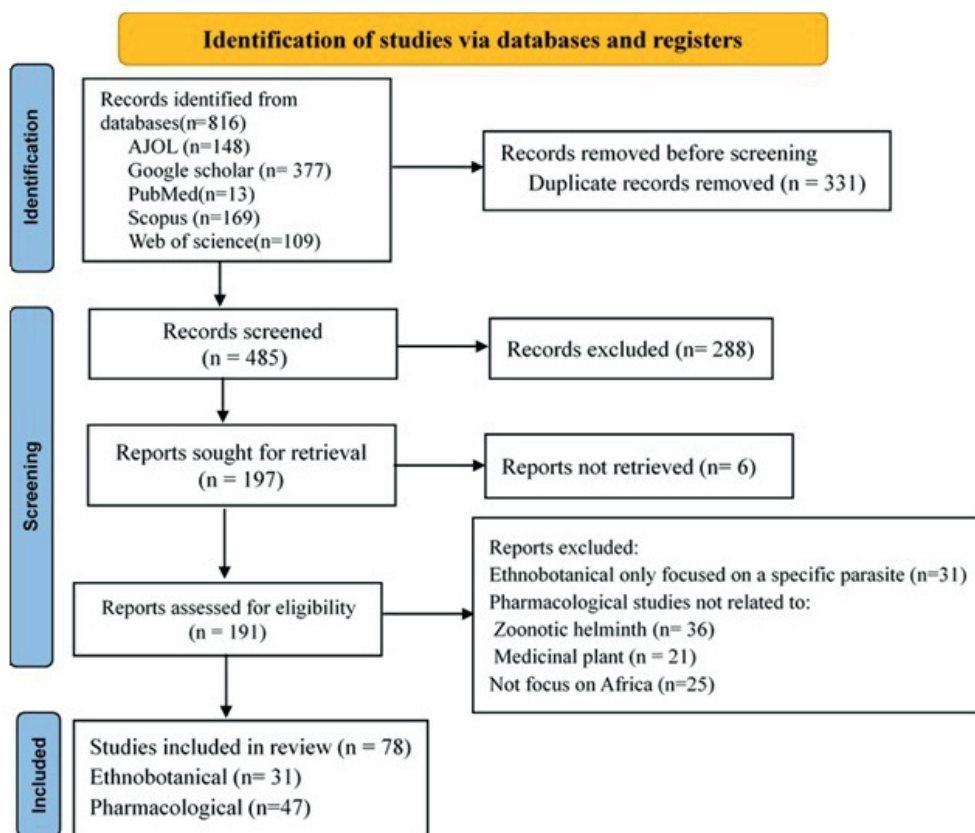 Identification of studies via databases and registers
Identification
Records identified from
databases(n=816)
AJOL (n=148)
Google scholar (n= 377)
PubMed(n=13)
Scopus (n=169)
Web of science(n=109)
Records removed before screening
Duplicate records removed (n = 331)
Screening
Records screened
(n = 485)
Records excluded (n= 288)
Reports sought for retrieval
(n = 197)
Reports not retrieved (n= 6)
Reports assessed for eligibility
(n = 191)
Reports excluded:
Ethnobotanical only focused on a specific parasite (n=31)
Pharmacological studies not related to:
Zoonotic helminth (n= 36)
Medicinal plant (n = 21)
Not focus on Africa (n=25)
Included
Studies included in review (n = 78)
Ethnobotanical (n= 31)
Pharmacological (n=47)